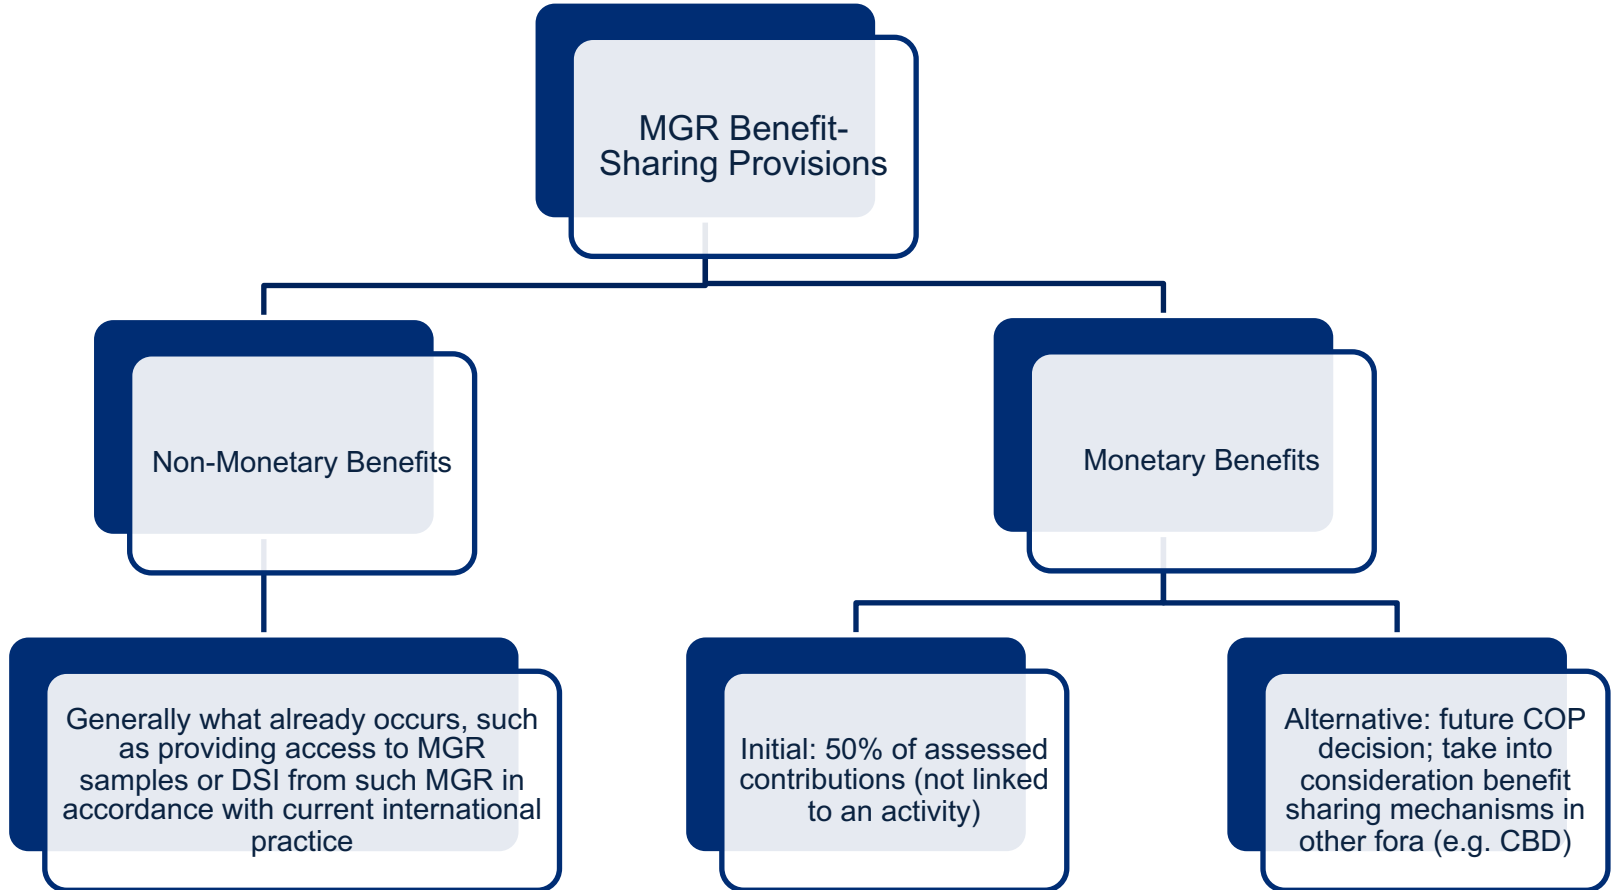 MGR Benefit-
Sharing Provisions
Non-Monetary Benefits
Monetary Benefits
Generally what already occurs, such
as providing access to MGR
samples or DSI from such MGR in
accordance with current international
practice
Initial: 50% of assessed
contributions (not linked
to an activity)
Alternative: future COP
decision; take into
consideration benefit
sharing mechanisms in
other fora (e.g. CBD)